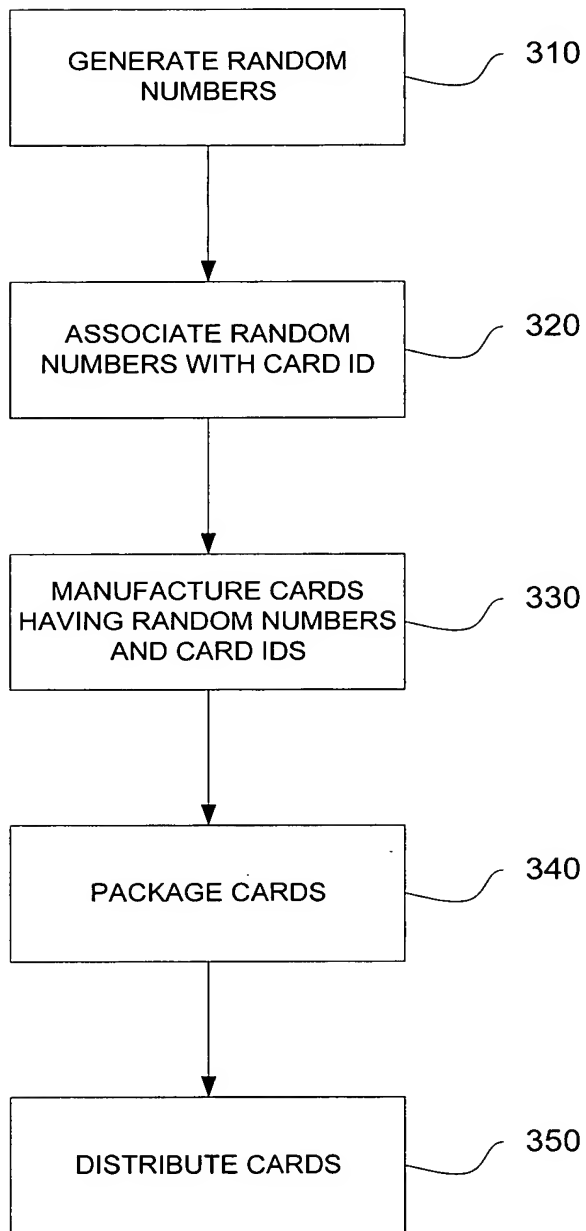 GENERATE RANDOM
NUMBERS
310
ASSOCIATE RANDOM
NUMBERS WITH CARD ID
320
MANUFACTURE CARDS
HAVING RANDOM NUMBERS
AND CARD IDS
330
PACKAGE CARDS
340
DISTRIBUTE CARDS
350